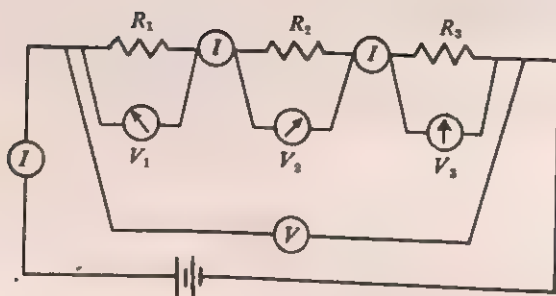 R₁ R₂ R₃
I I
V₁ V₂ V₃
I
V